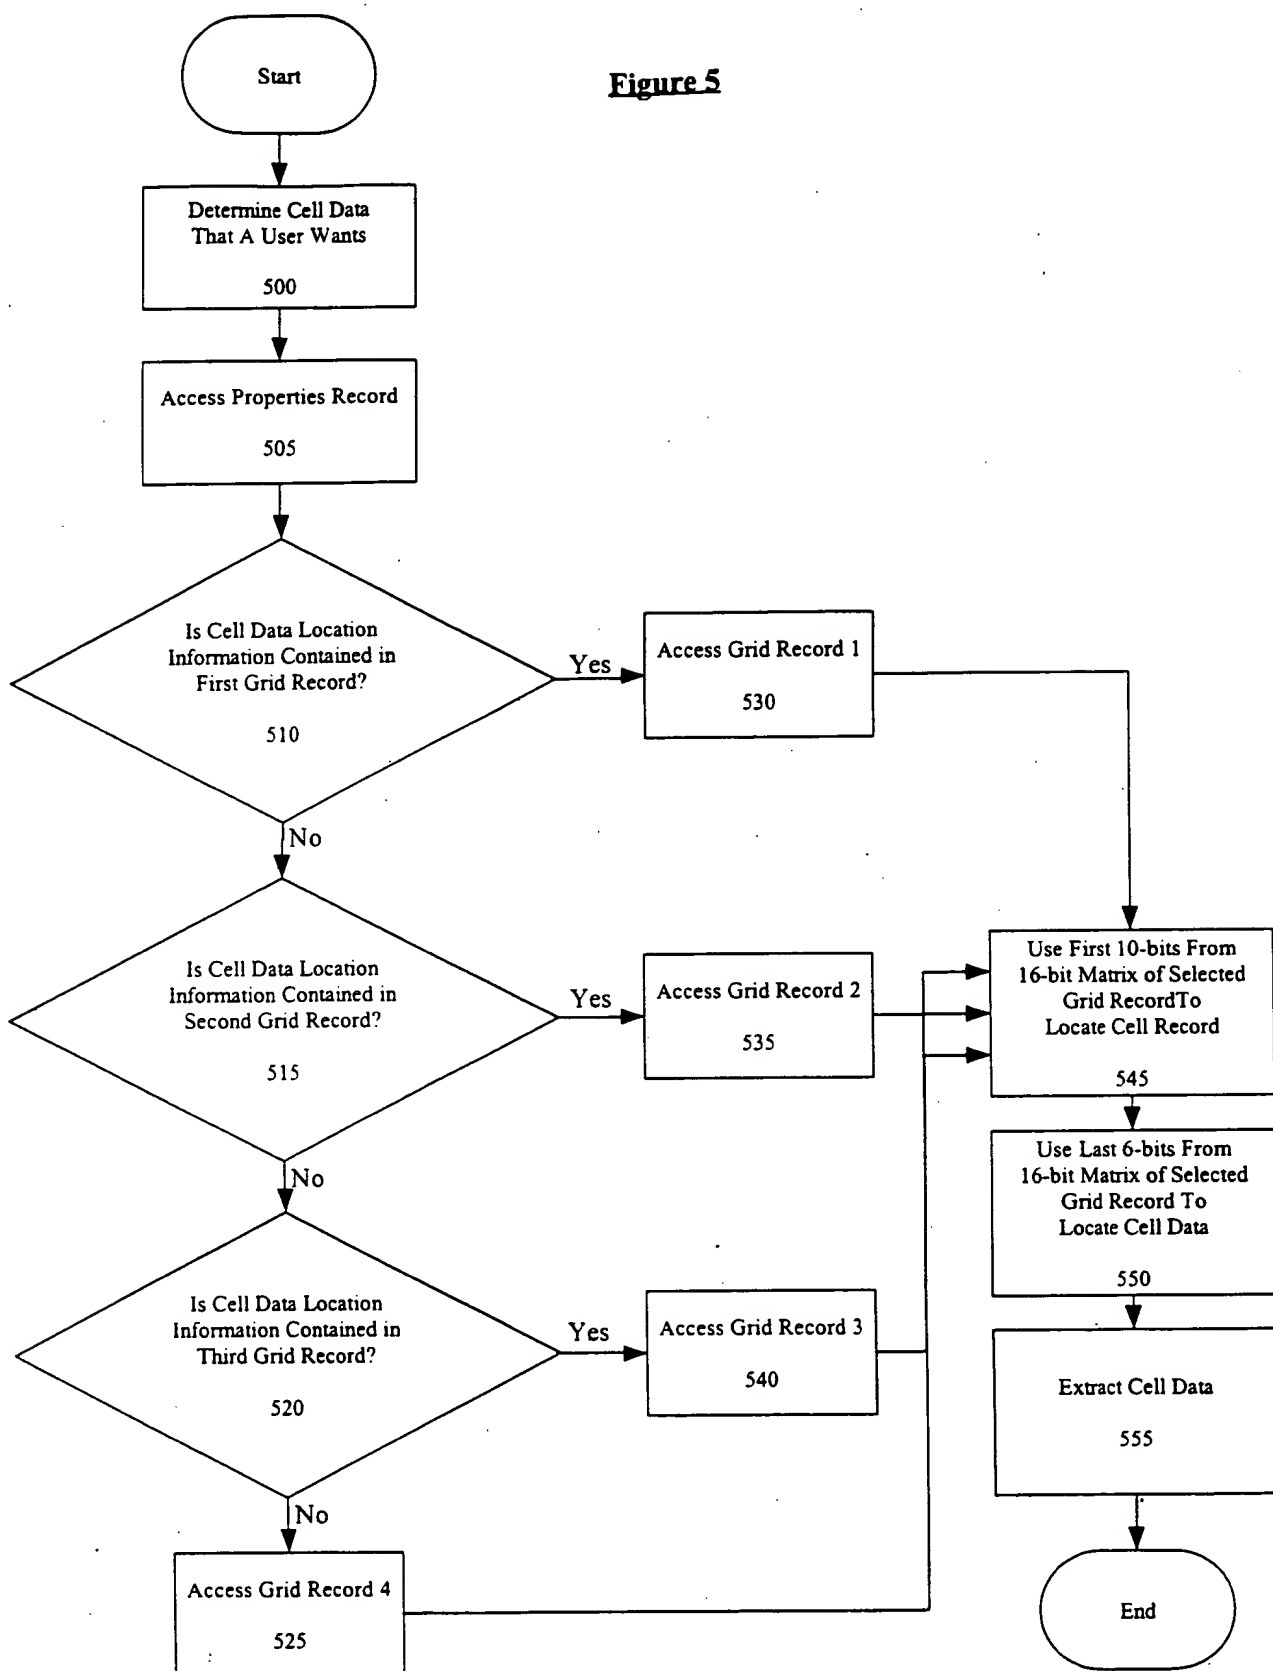 Start
Figure 5
Determine Cell Data
That A User Wants
500
Access Properties Record
505
Is Cell Data Location
Information Contained in
First Grid Record?
510
Yes
Access Grid Record 1
530
No
Is Cell Data Location
Information Contained in
Second Grid Record?
515
Yes
Access Grid Record 2
535
Use First 10-bits From
16-bit Matrix of Selected
Grid RecordTo
Locate Cell Record
545
No
Use Last 6-bits From
16-bit Matrix of Selected
Grid Record To
Locate Cell Data
550
Is Cell Data Location
Information Contained in
Third Grid Record?
520
Yes
Access Grid Record 3
540
Extract Cell Data
555
No
Access Grid Record 4
525
End